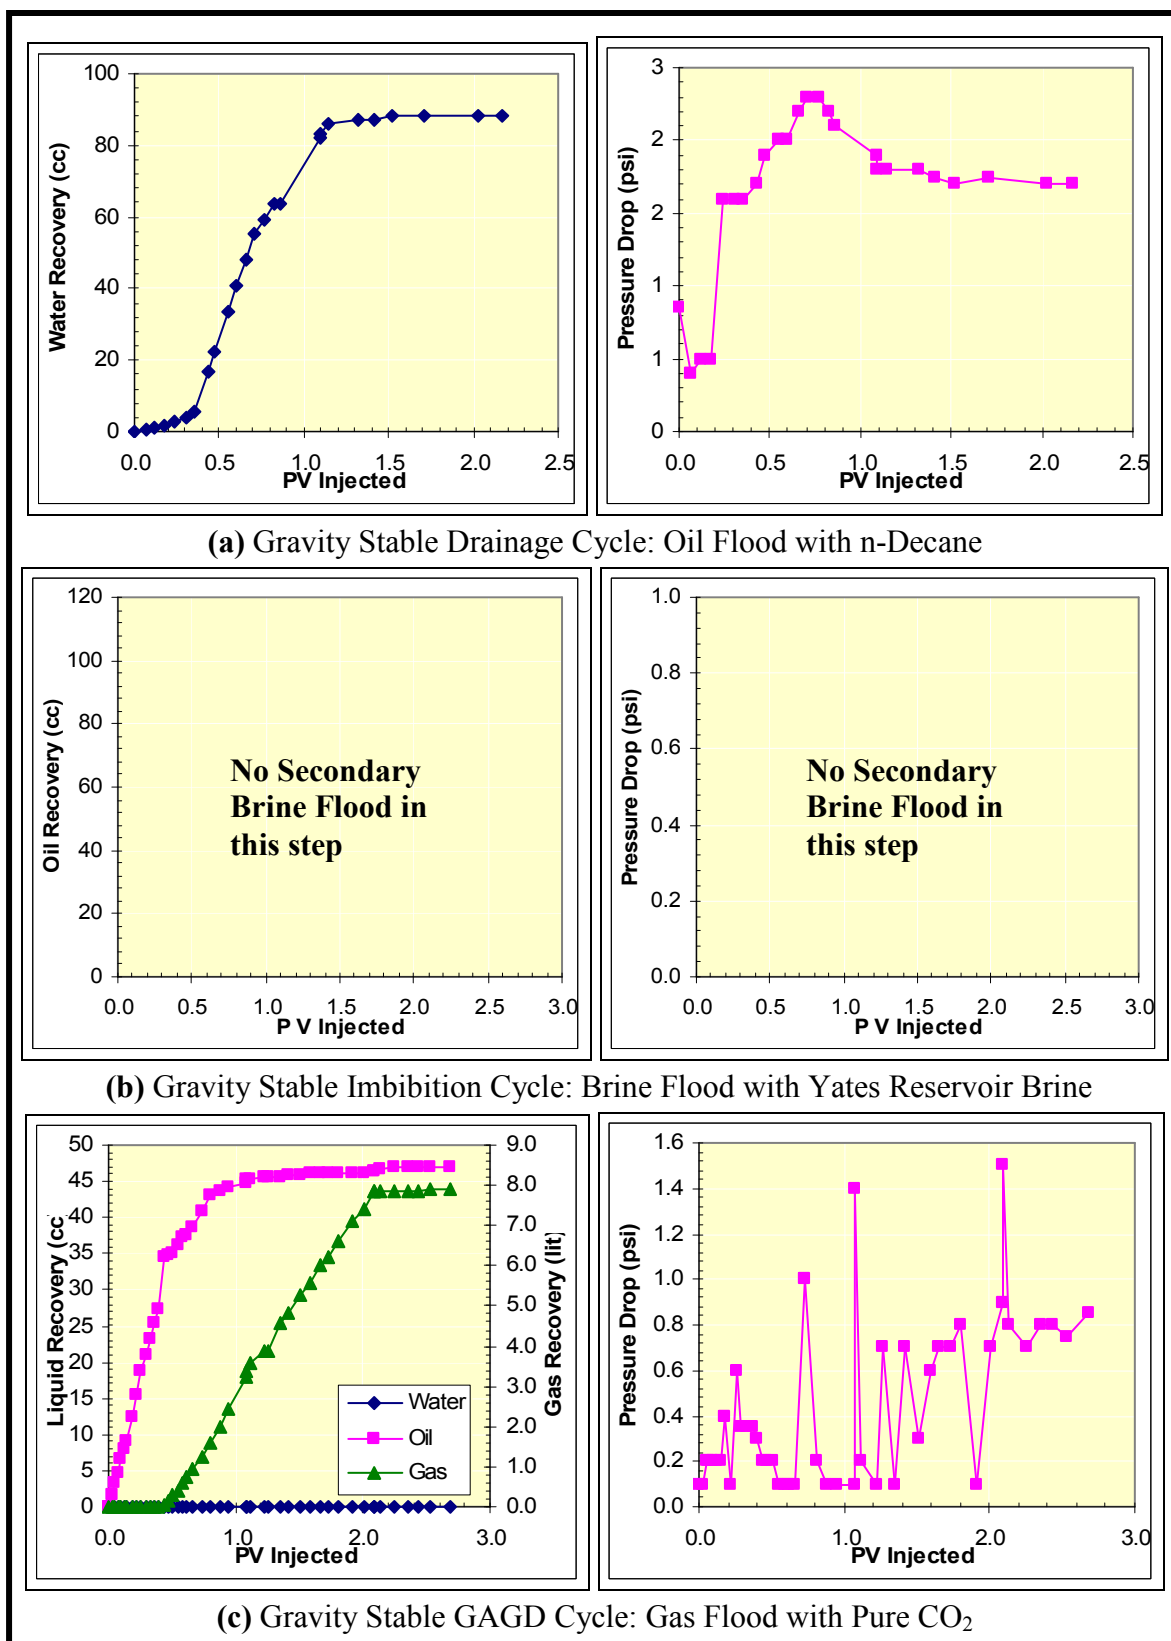 100
80
60
40
20
0
Water Recovery (cc)
0.0 0.5 1.0 1.5 2.0 2.5
PV Injected
3
2
2
1
1
0
Pressure Drop (psi)
0.0 0.5 1.0 1.5 2.0 2.5
PV Injected
(a) Gravity Stable Drainage Cycle: Oil Flood with n-Decane
120
100
80
60
40
20
0
Oil Recovery (cc)
No Secondary
Brine Flood in
this step
0.0 0.5 1.0 1.5 2.0 2.5 3.0
P V Injected
1.0
0.8
0.6
0.4
0.2
0.0
Pressure Drop (psi)
No Secondary
Brine Flood in
this step
0.0 0.5 1.0 1.5 2.0 2.5 3.0
P V Injected
(b) Gravity Stable Imbibition Cycle: Brine Flood with Yates Reservoir Brine
50
45
40
35
30
25
20
15
10
5
0
Liquid Recovery (cc)
9.0
8.0
7.0
6.0
5.0
4.0
3.0
2.0
1.0
0.0
Gas Recovery (lit)
Water
Oil
Gas
0.0 1.0 2.0 3.0
PV Injected
1.6
1.4
1.2
1.0
0.8
0.6
0.4
0.2
0.0
Pressure Drop (psi)
0.0 1.0 2.0 3.0
PV Injected
(c) Gravity Stable GAGD Cycle: Gas Flood with Pure CO₂